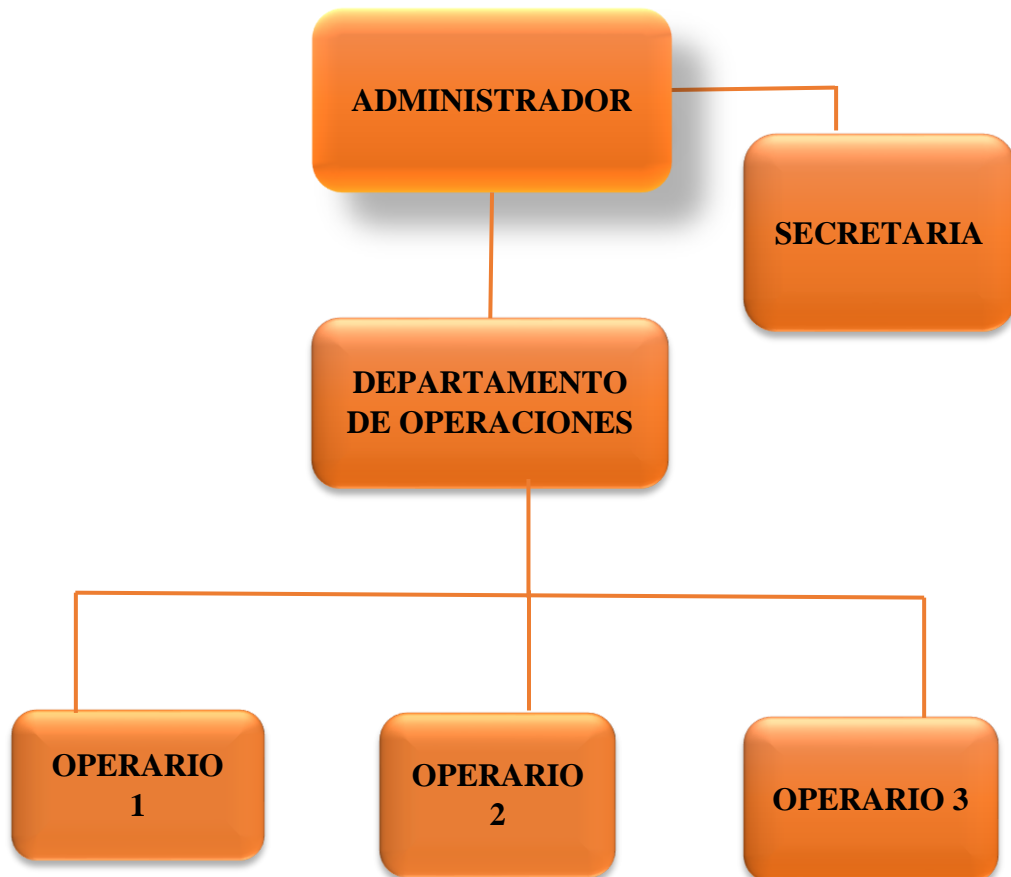 ADMINISTRADOR
SECRETARIA
DEPARTAMENTO
DE OPERACIONES
OPERARIO
1
OPERARIO
2
OPERARIO 3